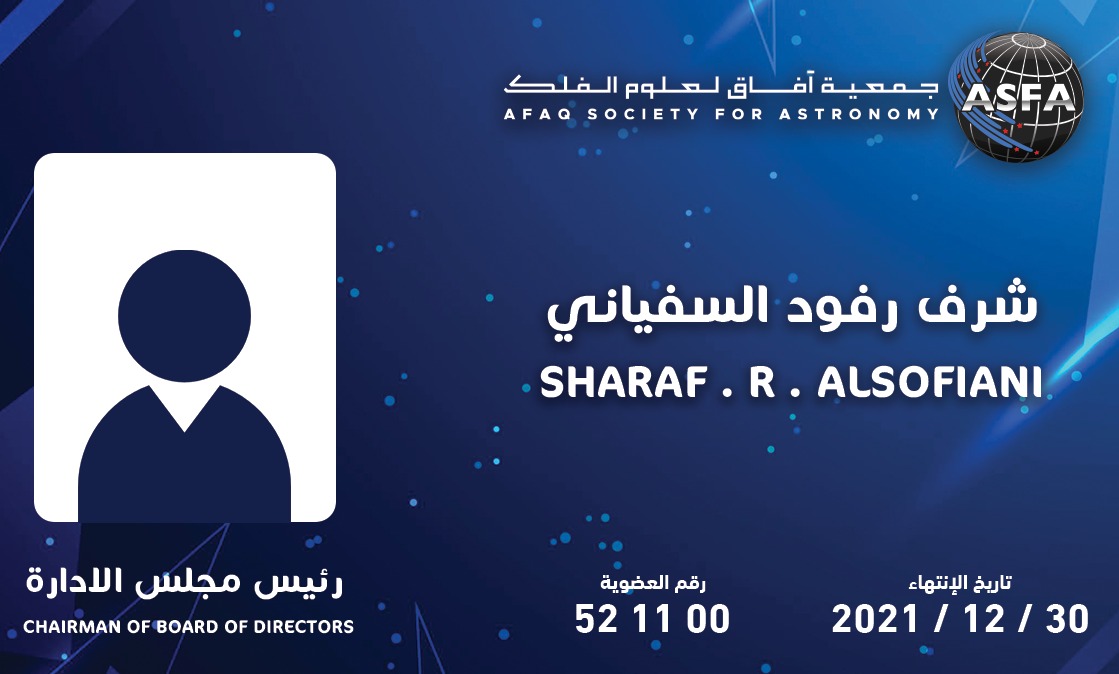 جمعية آفاق لعلوم الفلك
AFAQ SOCIETY FOR ASTRONOMY
ASFA
شرف رفود السفياني
SHARAF . R . ALSOFIANI
رئيس مجلس الادارة
CHAIRMAN OF BOARD OF DIRECTORS
رقم العضوية
52 11 00
تاريخ الإنتهاء
2021 / 12 / 30